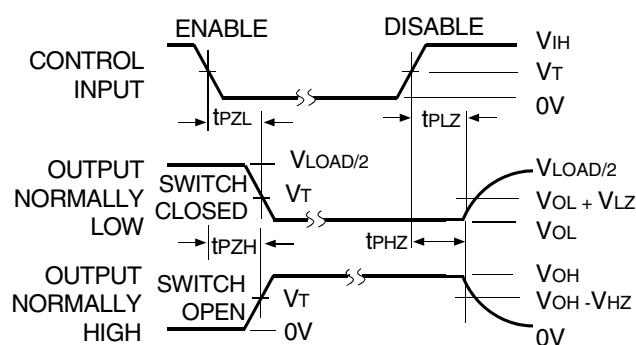 ENABLE DISABLE
CONTROL INPUT
VIH
VT
0V
tPZL tPLZ
OUTPUT NORMALLY LOW
SWITCH CLOSED
VLOAD/2
VT
VLOAD/2
VOL + VLZ
VOL
tPZH tPHZ
OUTPUT NORMALLY HIGH
SWITCH OPEN
VT
0V
VOH
VOH -VHZ
0V